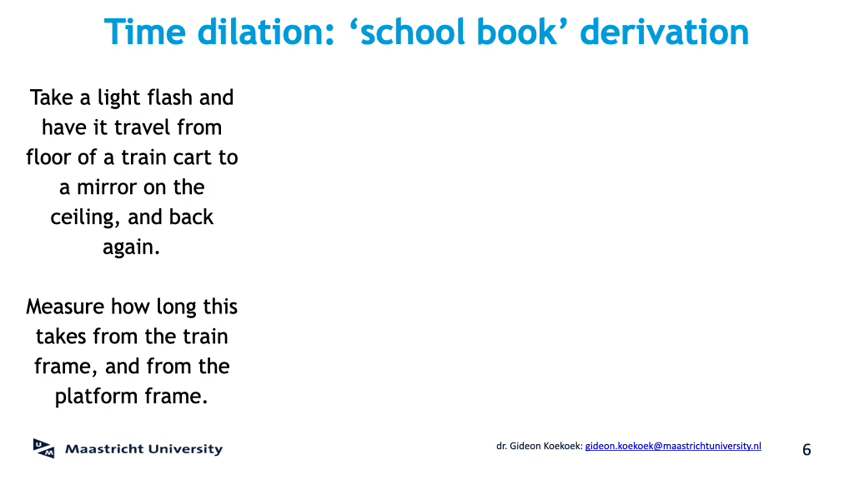 Time dilation: ‘school book’ derivation
Take a light flash and
have it travel from
floor of a train cart to
a mirror on the
ceiling, and back
again.
Measure how long this
takes from the train
frame, and from the
platform frame.
UM Maastricht University
dr. Gideon Koekoek: gideon.koekoek@maastrichtuniversity.nl
6